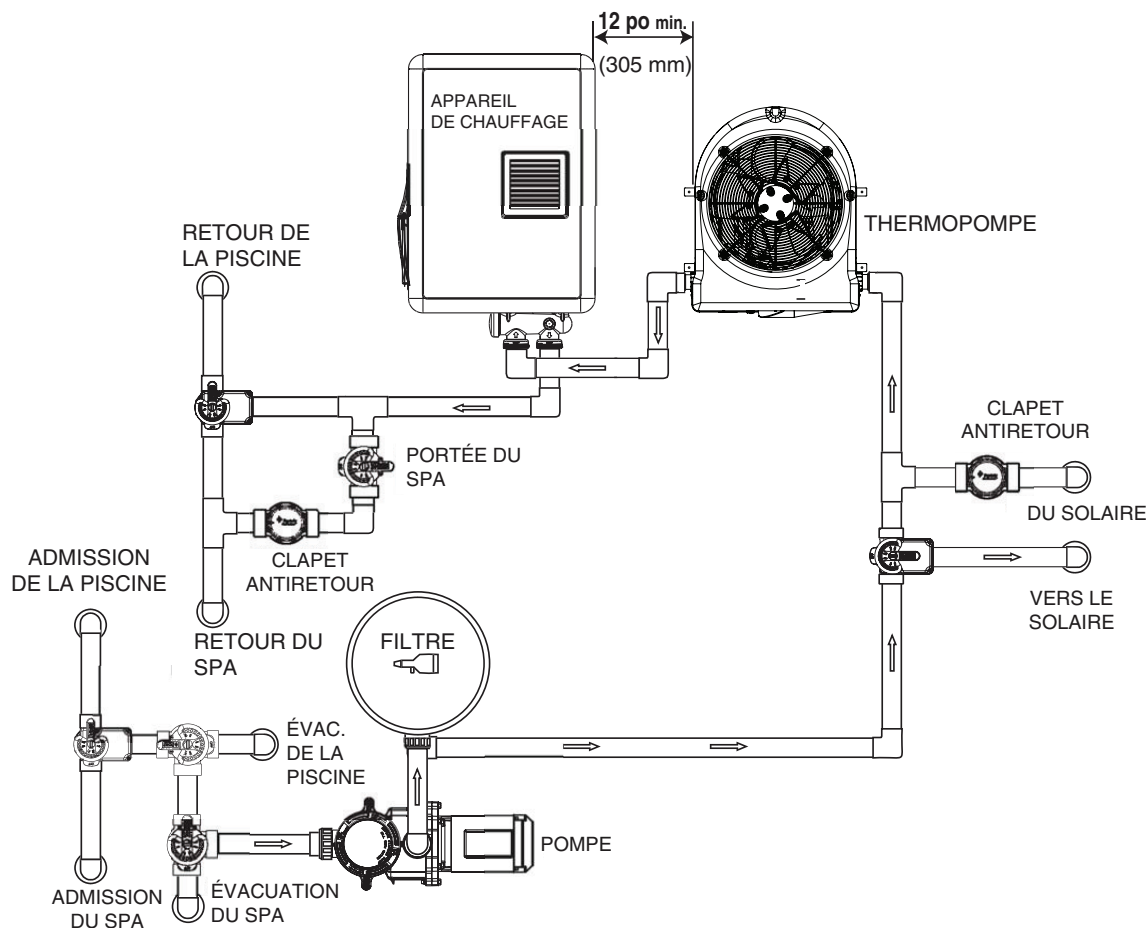 12 po min.
(305 mm)
APPAREIL
DE CHAUFFAGE
THERMOPOMPE
RETOUR DE
LA PISCINE
PORTÉE DU
SPA
CLAPET
ANTIRETOUR
DU SOLAIRE
CLAPET
ANTIRETOUR
VERS LE
SOLAIRE
ADMISSION
DE LA PISCINE
RETOUR DU
SPA
FILTRE
ÉVAC.
DE LA
PISCINE
POMPE
ADMISSION
DU SPA
ÉVACUATION
DU SPA